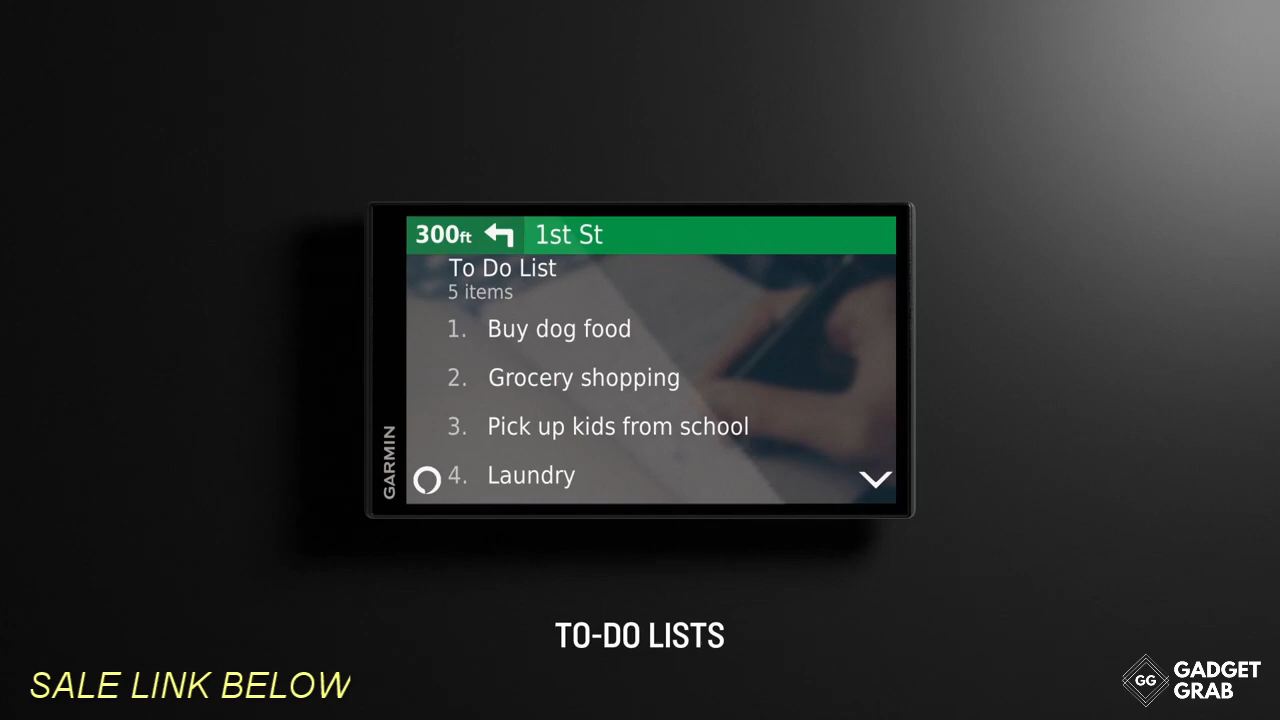 300ft 1st St
To Do List
5 items
1. Buy dog food
2. Grocery shopping
3. Pick up kids from school
4. Laundry
GARMIN
TO-DO LISTS
SALE LINK BELOW
GG GADGET
GRAB